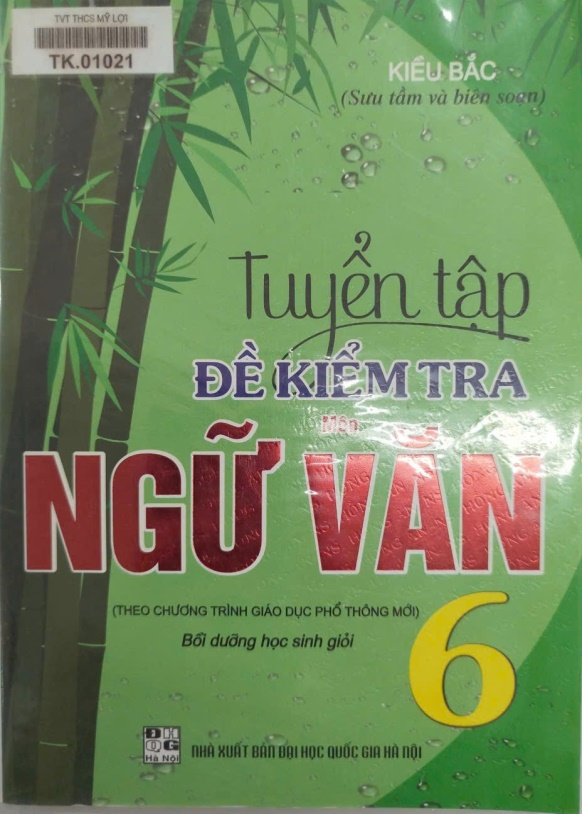 TVT THCS MỸ LỢI
TK.01021
KIỀU BẮC
(Sưu tầm và biên soạn)
Tuyển tập
ĐỀ KIỂM TRA
Môn
NGỮ VĂN
(THEO CHƯƠNG TRÌNH GIÁO DỤC PHỔ THÔNG MỚI)
Bồi dưỡng học sinh giỏi
6
ĐH
QG
Hà Nội
NHÀ XUẤT BẢN ĐẠI HỌC QUỐC GIA HÀ NỘI